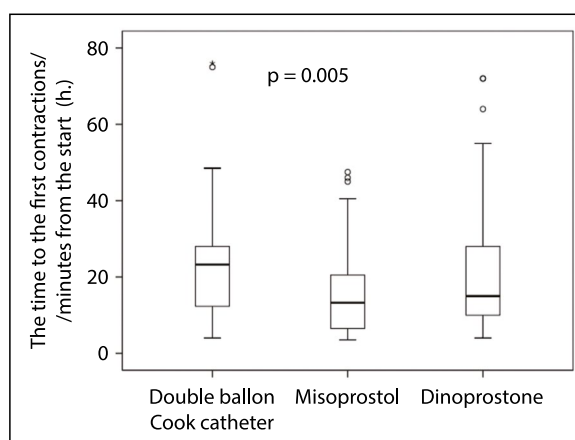 The time to the first contractions/
/minutes from the start (h.)
80
60
40
20
0
p = 0.005
Double ballon
Cook catheter
Misoprostol
Dinoprostone